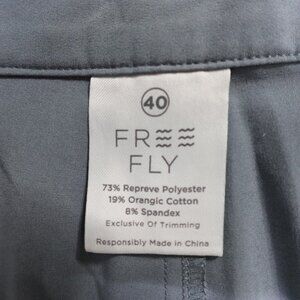 40
FREE
FLY
73% Repreve Polyester
19% Orangic Cotton
8% Spandex
Exclusive Of Trimming
Responsibly Made in China